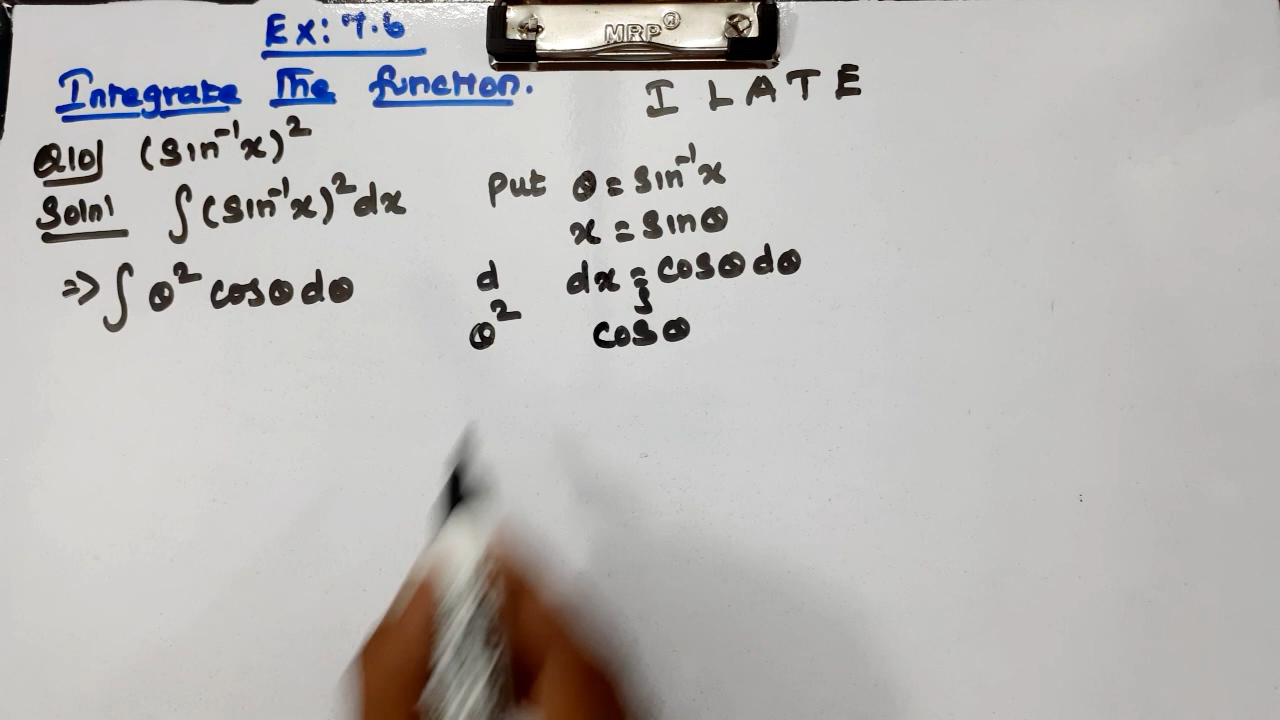 MRP®
Ex: 7.6
Integrate The function.
I L A T E
Q10) (sin⁻¹x)²
Soln! ∫(sin⁻¹x)²dx
Put θ = sin⁻¹x
x = sinθ
dx = cosθ dθ
=> ∫ θ² cosθ dθ
d ∫
θ² cosθ